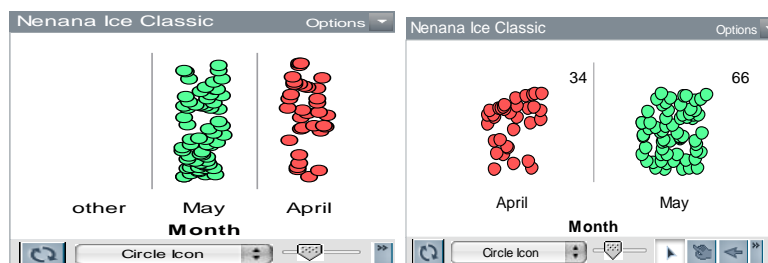 Nenana Ice Classic Options
other May April
Month
Circle Icon
Nenana Ice Classic Options
34 66
April May
Month
Circle Icon